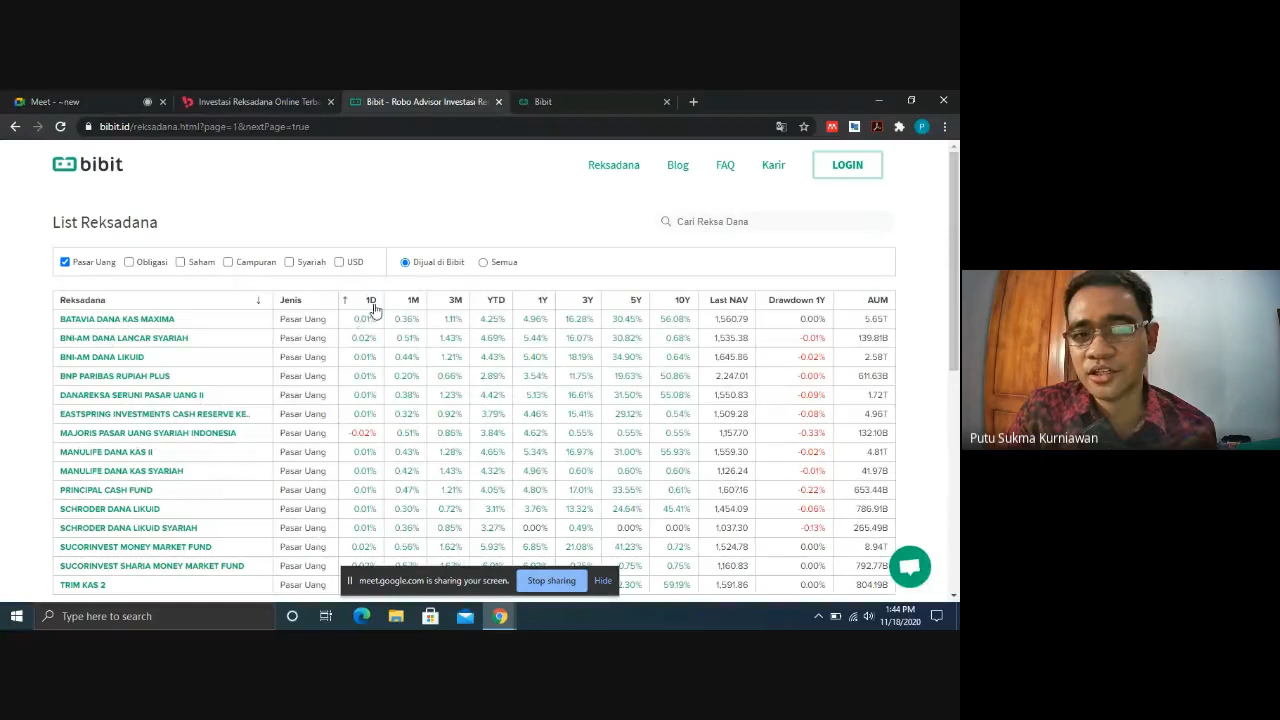 Meet - ~new
Investasi Reksadana Online Terba
Bibit - Robo Advisor Investasi Re
Bibit
bibit.id/reksadana.html?page=1&nextPage=true
bibit
Reksadana Blog FAQ Karir LOGIN
List Reksadana
Cari Reksa Dana
Pasar Uang Obligasi Saham Campuran Syariah USD Dijual di Bibit Semua
Reksadana ↓ Jenis ↑ 1D 1M 3M YTD 1Y 3Y 5Y 10Y Last NAV Drawdown 1Y AUM
BATAVIA DANA KAS MAXIMA Pasar Uang 0.01% 0.36% 1.11% 4.25% 4.96% 16.28% 30.45% 56.08% 1,560.79 0.00% 5.65T
BNI-AM DANA LANCAR SYARIAH Pasar Uang 0.02% 0.51% 1.43% 4.69% 5.44% 16.07% 30.82% 0.68% 1,535.38 -0.01% 139.81B
BNI-AM DANA LIKUID Pasar Uang 0.01% 0.44% 1.21% 4.43% 5.40% 18.19% 34.90% 0.64% 1,645.86 -0.02% 2.58T
BNP PARIBAS RUPIAH PLUS Pasar Uang 0.01% 0.20% 0.66% 2.89% 3.54% 11.75% 19.63% 50.86% 2,247.01 -0.00% 611.63B
DANAREKSA SERUNI PASAR UANG II Pasar Uang 0.01% 0.38% 1.23% 4.42% 5.13% 16.61% 31.50% 55.08% 1,550.83 -0.09% 1.72T
EASTSPRING INVESTMENTS CASH RESERVE KE.. Pasar Uang 0.01% 0.32% 0.92% 3.79% 4.46% 15.41% 29.12% 0.54% 1,509.28 -0.08% 4.96T
MAJORIS PASAR UANG SYARIAH INDONESIA Pasar Uang -0.02% 0.51% 0.86% 3.84% 4.62% 0.55% 0.55% 0.55% 1,157.70 -0.33% 132.10B
MANULIFE DANA KAS II Pasar Uang 0.01% 0.43% 1.28% 4.65% 5.34% 16.97% 31.00% 55.93% 1,559.30 -0.02% 4.81T
MANULIFE DANA KAS SYARIAH Pasar Uang 0.01% 0.42% 1.43% 4.32% 4.96% 0.60% 0.60% 0.60% 1,126.24 -0.01% 41.97B
PRINCIPAL CASH FUND Pasar Uang 0.01% 0.47% 1.21% 4.05% 4.80% 17.01% 33.55% 0.61% 1,607.16 -0.22% 653.44B
SCHRODER DANA LIKUID Pasar Uang 0.01% 0.30% 0.72% 3.11% 3.76% 13.32% 24.64% 45.41% 1,454.09 -0.06% 786.91B
SCHRODER DANA LIKUID SYARIAH Pasar Uang 0.01% 0.36% 0.85% 3.27% 0.00% 0.49% 0.00% 0.00% 1,037.30 -0.13% 265.49B
SUCORINVEST MONEY MARKET FUND Pasar Uang 0.02% 0.56% 1.62% 5.93% 6.85% 21.08% 41.23% 0.72% 1,524.78 0.00% 8.94T
SUCORINVEST SHARIA MONEY MARKET FUND Pasar Uang 0.75% 0.75% 1,160.83 0.00% 792.77B
TRIM KAS 2 Pasar Uang 59.19% 1,591.86 0.00% 804.19B
meet.google.com is sharing your screen. Stop sharing Hide
Type here to search
1:44 PM
11/18/2020
Putu Sukma Kurniawan